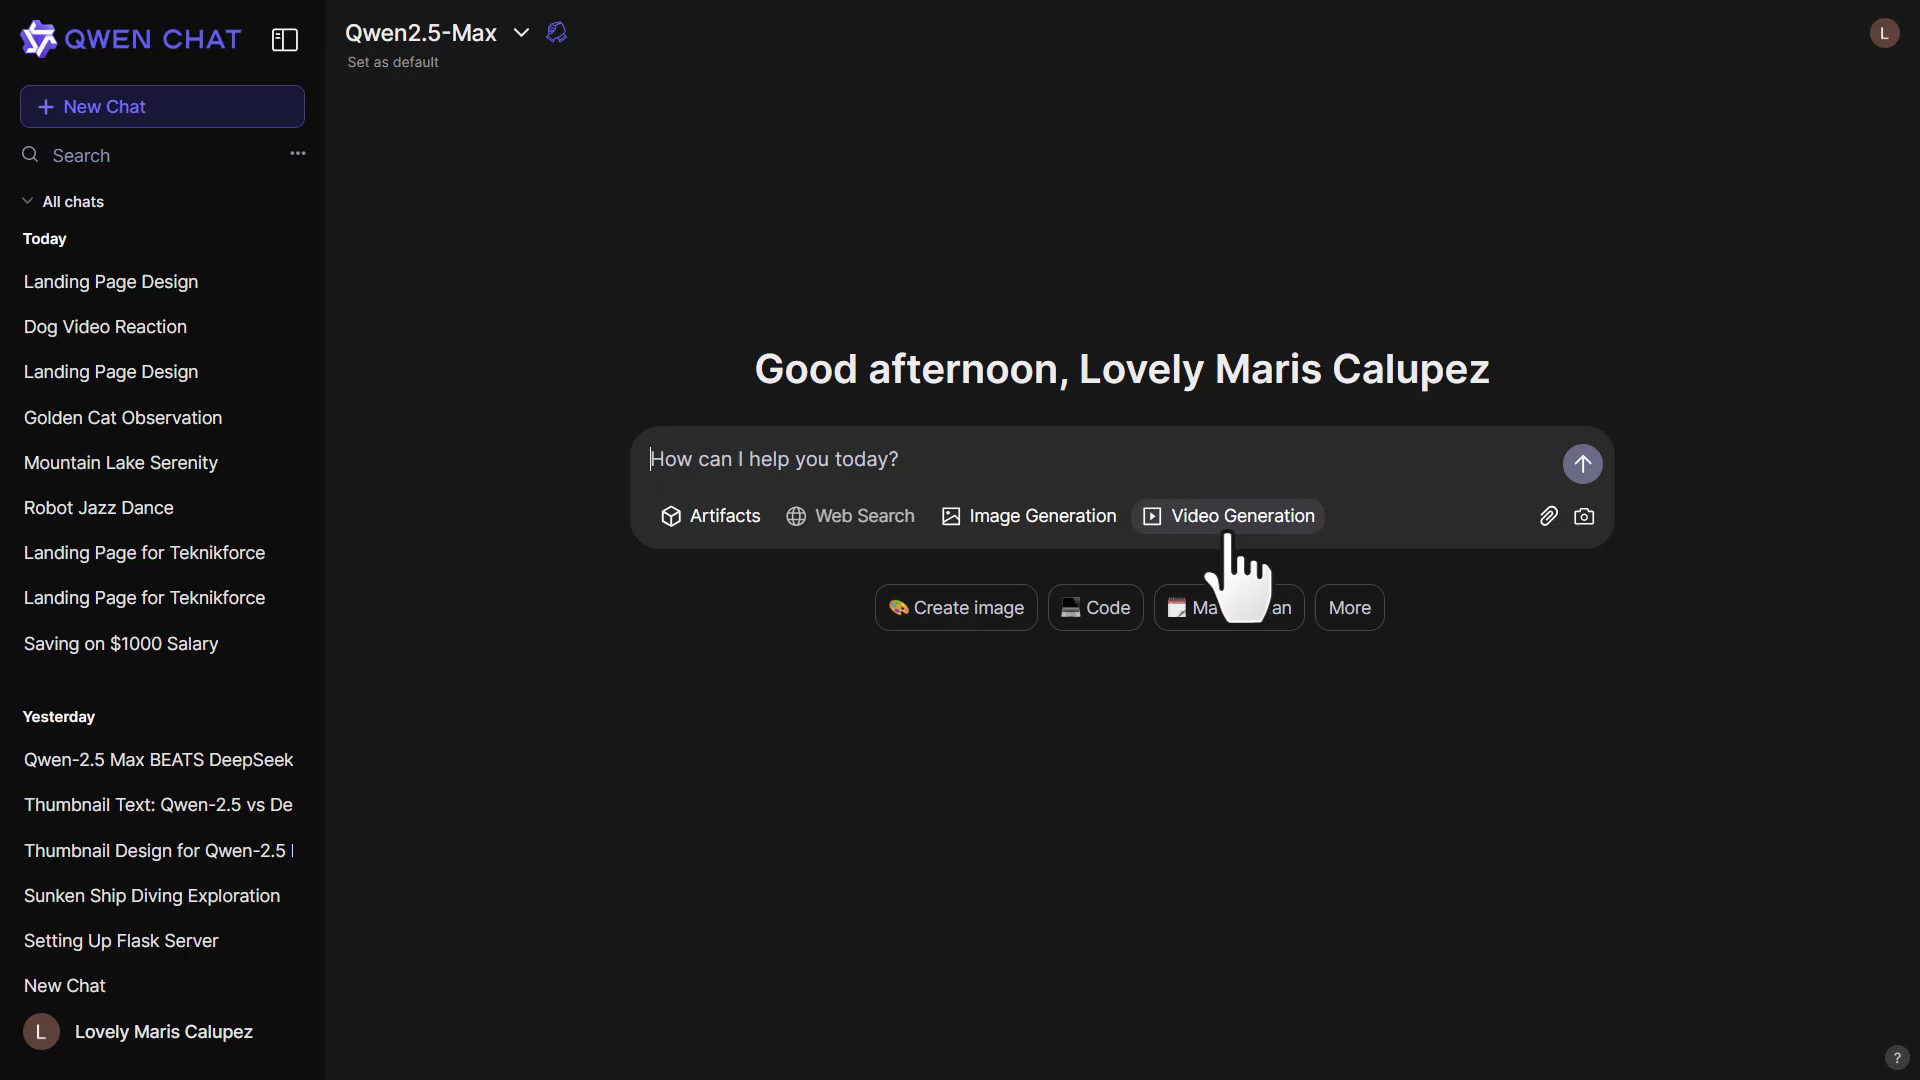 QWEN CHAT
New Chat
Search
All chats
Today
Landing Page Design
Dog Video Reaction
Landing Page Design
Golden Cat Observation
Mountain Lake Serenity
Robot Jazz Dance
Landing Page for Teknikforce
Landing Page for Teknikforce
Saving on $1000 Salary
Yesterday
Qwen-2.5 Max BEATS DeepSeek
Thumbnail Text: Qwen-2.5 vs De
Thumbnail Design for Qwen-2.5
Sunken Ship Diving Exploration
Setting Up Flask Server
New Chat
L Lovely Maris Calupez
Qwen2.5-Max
Set as default
L
Good afternoon, Lovely Maris Calupez
How can I help you today?
Artifacts Web Search Image Generation Video Generation
Create image Code More
?